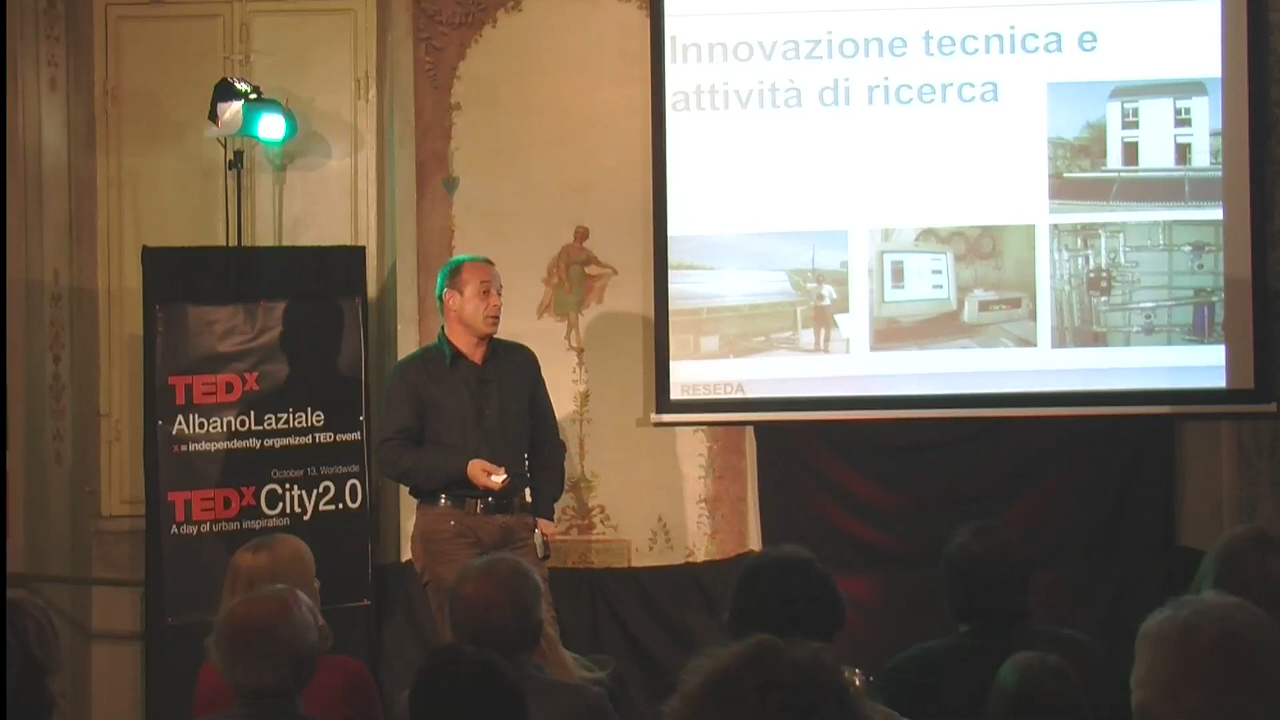 Innovazione tecnica e
attività di ricerca
RESEDA
TEDx
AlbanoLaziale
x = independently organized TED event
October 13, Worldwide
TEDx City2.0
A day of urban inspiration